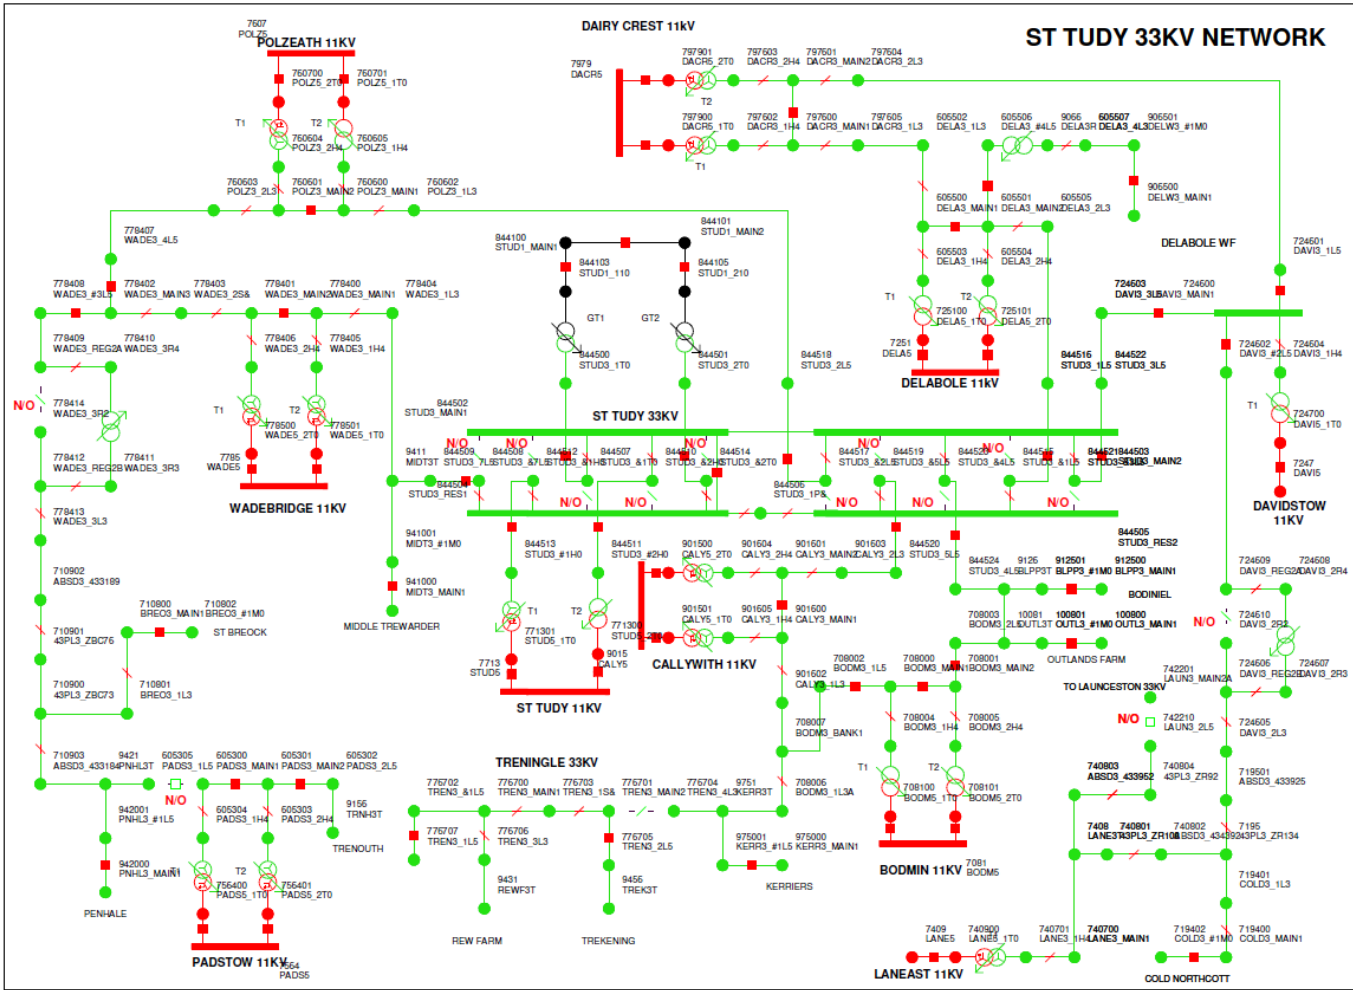 ST TUDY 33KV NETWORK
7607
POLZ5
POLZEATH 11KV
760700
POLZ5_2T0
760701
POLZ5_1T0
T1
T2
760604
POLZ3_2H4
760605
POLZ3_1H4
760603
POLZ3_2L3
760601
POLZ3_MAIN2
760600
POLZ3_MAIN1
760602
POLZ3_1L3
DAIRY CREST 11kV
7979
DACR5
797901
DACR5_2T0
797603
DACR3_2H4
797601
DACR3_MAIN2
797604
DACR3_2L3
T2
797900
DACR5_1T0
797602
DACR3_1H4
797600
DACR3_MAIN1
797605
DACR3_1L3
T1
605502
DELA3_1L3
605506
DELA3_#4L5
9066
DELA3R
605507
DELA3_4L3
906501
DELW3_#1M0
906500
DELW3_MAIN1
605500
DELA3_MAIN1
605501
DELA3_MAIN2
605505
DELA3_2L3
605503
DELA3_1H4
605504
DELA3_2H4
DELABOLE WF
T1
T2
725100
DELA5_1T0
725101
DELA5_2T0
7251
DELA5
DELABOLE 11kV
724601
DAVI3_1L5
724603
DAVI3_3L5
724600
DAVI3_MAIN1
724602
DAVI3_#2L5
724604
DAVI3_1H4
T1
724700
DAVI5_1T0
7247
DAVI5
DAVIDSTOW
11KV
844100
STUD1_MAIN1
844101
STUD1_MAIN2
844103
STUD1_110
844105
STUD1_210
GT1
GT2
844500
STUD3_1T0
844501
STUD3_2T0
844518
STUD3_2L5
844516
STUD3_1L5
844522
STUD3_3L5
778407
WADE3_4L5
778408
WADE3_#3L5
778402
WADE3_MAIN3
778403
WADE3_2S&
778401
WADE3_MAIN2
778400
WADE3_MAIN1
778404
WADE3_1L3
778409
WADE3_REG2A
778410
WADE3_3R4
778406
WADE3_2H4
778405
WADE3_1H4
N/O
778414
WADE3_3R2
T1
T2
778500
WADE5_2T0
778501
WADE5_1T0
778412
WADE3_REG2B
778411
WADE3_3R3
7785
WADE5
WADEBRIDGE 11KV
778413
WADE3_3L3
844502
STUD3_MAIN1
ST TUDY 33KV
9411
MIDT3T
N/O
N/O
N/O
N/O
N/O
844509
STUD3_7L5
844508
STUD3_&7L5
844512
STUD3_&1H0
844507
STUD3_&1T0
844510
STUD3_&2H0
844514
STUD3_&2T0
844517
STUD3_&2L5
844519
STUD3_&5L5
844523
STUD3_&4L5
844515
STUD3_&1L5
844503
STUD3_MAIN2
844504
STUD3_RES1
844506
STUD3_1P&
N/O
N/O
N/O
N/O
844505
STUD3_RES2
941001
MIDT3_#1M0
941000
MIDT3_MAIN1
MIDDLE TREWARDER
844513
STUD3_#1H0
844511
STUD3_#2H0
T1
T2
771301
STUD5_1T0
771300
7713
STUD5
ST TUDY 11KV
901500
CALY5_2T0
901604
CALY3_2H4
901601
CALY3_MAIN2
901603
CALY3_2L3
844520
STUD3_5L5
901501
CALY5_1T0
901605
CALY3_1H4
901600
CALY3_MAIN1
9015
CALY5
CALLYWITH 11KV
901602
CALY3_1L3
844524
STUD3_4L5
9126
BLPP3T
912501
BLPP3_#1M0
912500
BLPP3_MAIN1
BODINIEL
708003
BODM3_2L5
10081
OUTL3T
100801
OUTL3_#1M0
100800
OUTL3_MAIN1
OUTLANDS FARM
708002
BODM3_1L5
708000
BODM3_MAIN1
708001
BODM3_MAIN2
708007
BODM3_BANK1
708004
BODM3_1H4
708005
BODM3_2H4
T1
T2
708100
BODM5_1T0
708101
BODM5_2T0
BODMIN 11KV
7081
BODM5
708006
BODM3_1L3A
724609
DAVI3_REG2A
724608
DAVI3_2R4
N/O
724610
DAVI3_2R2
724606
DAVI3_REG2B
724607
DAVI3_2R3
724605
DAVI3_2L3
742201
LAUN3_MAIN2A
TO LAUNCESTON 33KV
N/O
742210
LAUN3_2L5
719501
ABSD3_433925
740803
ABSD3_433952
740804
43PL3_ZR92
7408
LANE3T
740801
43PL3_ZR10A
740802
ABSD3_434392
7195
43PL3_ZR134
719401
COLD3_1L3
7409
LANE5
740900
LANE5_1T0
740701
LANE3_1H4
740700
LANE3_MAIN1
719402
COLD3_#1M0
719400
COLD3_MAIN1
LANEAST 11KV
COLD NORTHCOTT
710902
ABSD3_433189
710800
BREO3_MAIN1
710802
BREO3_#1M0
ST BREOCK
710901
43PL3_ZBC76
710900
43PL3_ZBC73
710801
BREO3_1L3
710903
ABSD3_433184
9421
PNHL3T
605305
PADS3_1L5
605300
PADS3_MAIN1
605301
PADS3_MAIN2
605302
PADS3_2L5
N/O
942001
PNHL3_#1L5
605304
PADS3_1H4
605303
PADS3_2H4
9156
TRNH3T
TRENOUTH
942000
PNHL3_MAIN1
T1
T2
756400
PADS5_1T0
756401
PADS5_2T0
PENHALE
PADSTOW 11KV
7564
PADS5
TRENINGLE 33KV
776702
TREN3_&1L5
776700
TREN3_MAIN1
776703
TREN3_1S&
776701
TREN3_MAIN2
776704
TREN3_4L3
9751
KERR3T
776707
TREN3_1L5
776706
TREN3_3L3
776705
TREN3_2L5
975001
KERR3_#1L5
975000
KERR3_MAIN1
KERRIERS
9431
REWF3T
9456
TREK3T
REW FARM
TREKENING